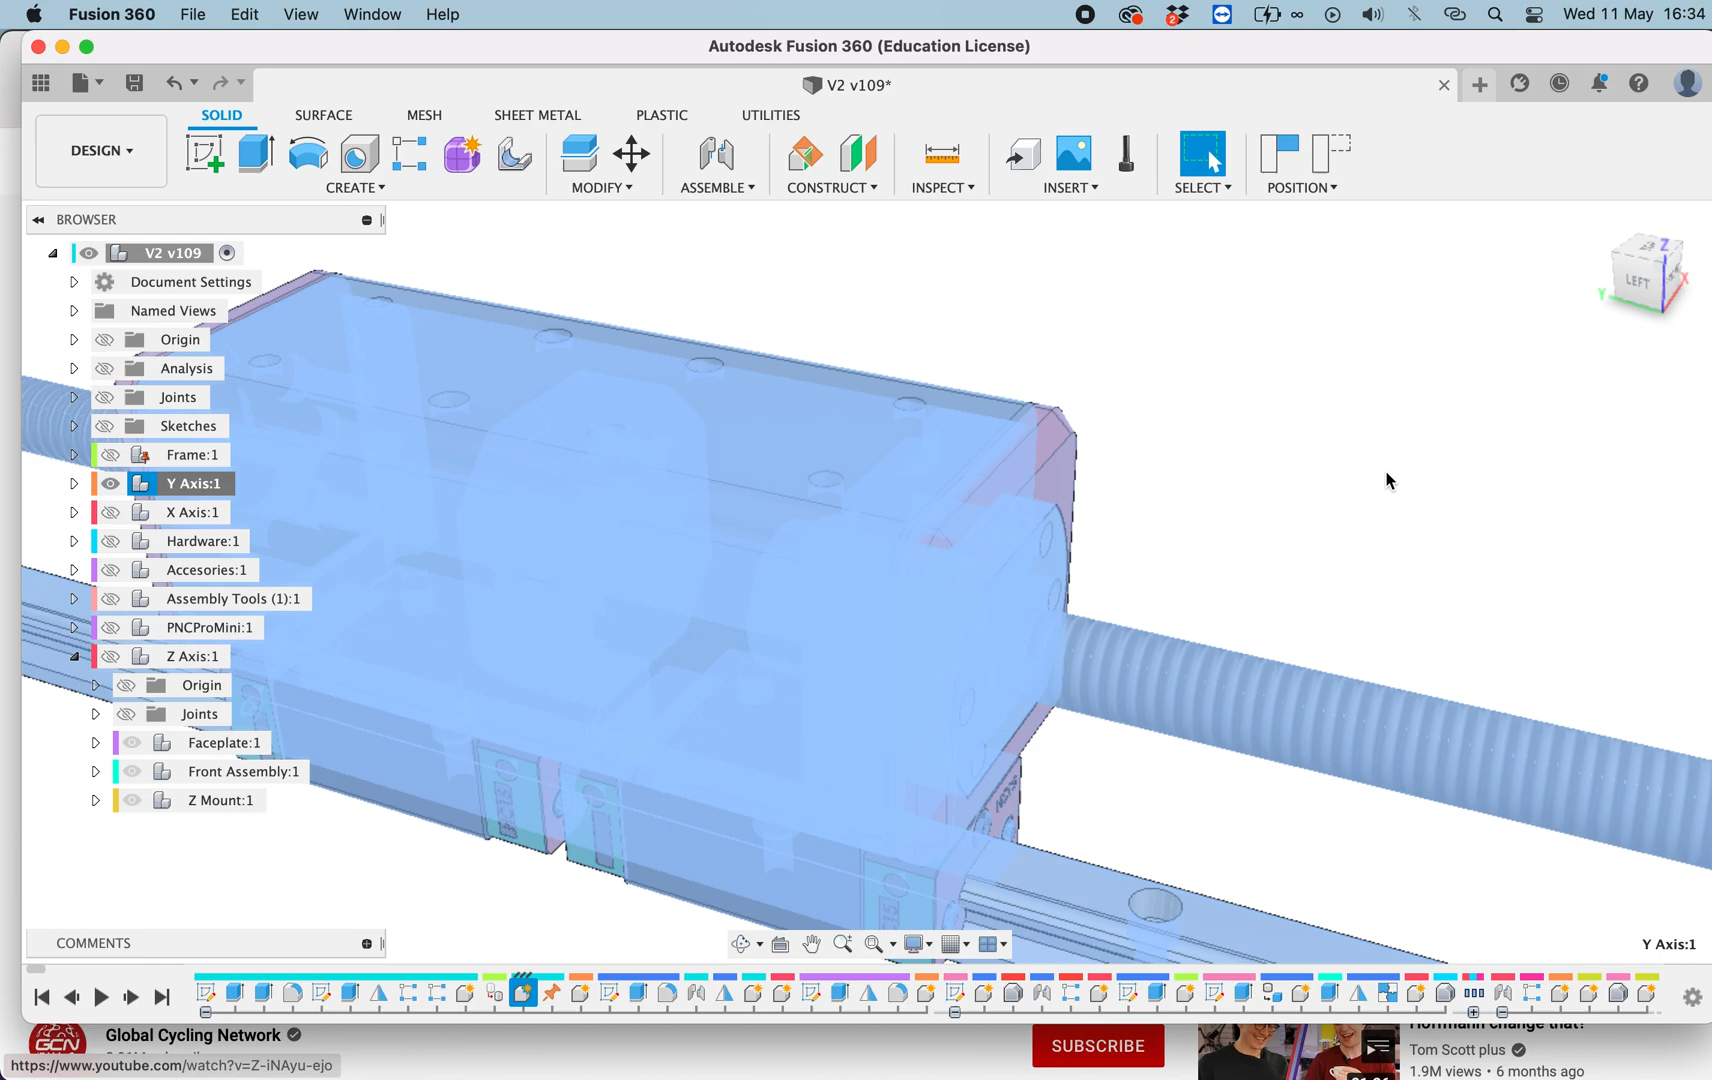 Fusion 360 File Edit View Window Help 2 Wed 11 May 16:34
Autodesk Fusion 360 (Education License)
V2 v109*
SOLID SURFACE MESH SHEET METAL PLASTIC UTILITIES
DESIGN
CREATE MODIFY ASSEMBLE CONSTRUCT INSPECT INSERT SELECT POSITION
BROWSER
V2 v109
Document Settings
Named Views
Origin
Analysis
Joints
Sketches
Frame:1
Y Axis:1
X Axis:1
Hardware:1
Accesories:1
Assembly Tools (1):1
PNCProMini:1
Z Axis:1
Origin
Joints
Faceplate:1
Front Assembly:1
Z Mount:1
LEFT
Z
Y
X
COMMENTS
Y Axis:1
GCN
Global Cycling Network
SUBSCRIBE
https://www.youtube.com/watch?v=Z-iNAyu-ejo
Hoffmann change that?
Tom Scott plus
1.9M views • 6 months ago